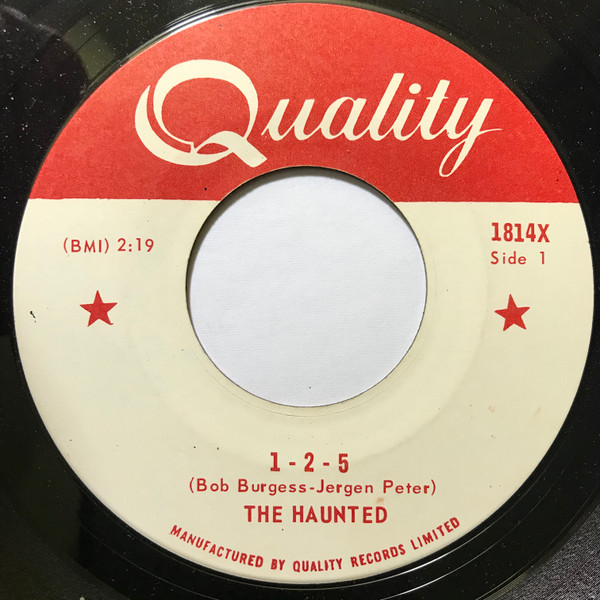 Quality
(BMI) 2:19
1814X
Side 1
1-2-5
(Bob Burgess-Jergen Peter)
THE HAUNTED
MANUFACTURED BY QUALITY RECORDS LIMITED